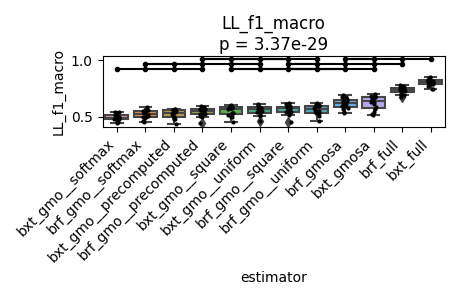 LL_f1_macro
p = 3.37e-29
LL_f1_macro
1.0
0.5
bxt_gmo__softmax
brf_gmo__softmax
bxt_gmo__precomputed
brf_gmo__precomputed
bxt_gmo__square
bxt_gmo__uniform
brf_gmo__square
brf_gmo__uniform
brf_gmosa
bxt_gmosa
brf_full
bxt_full
estimator